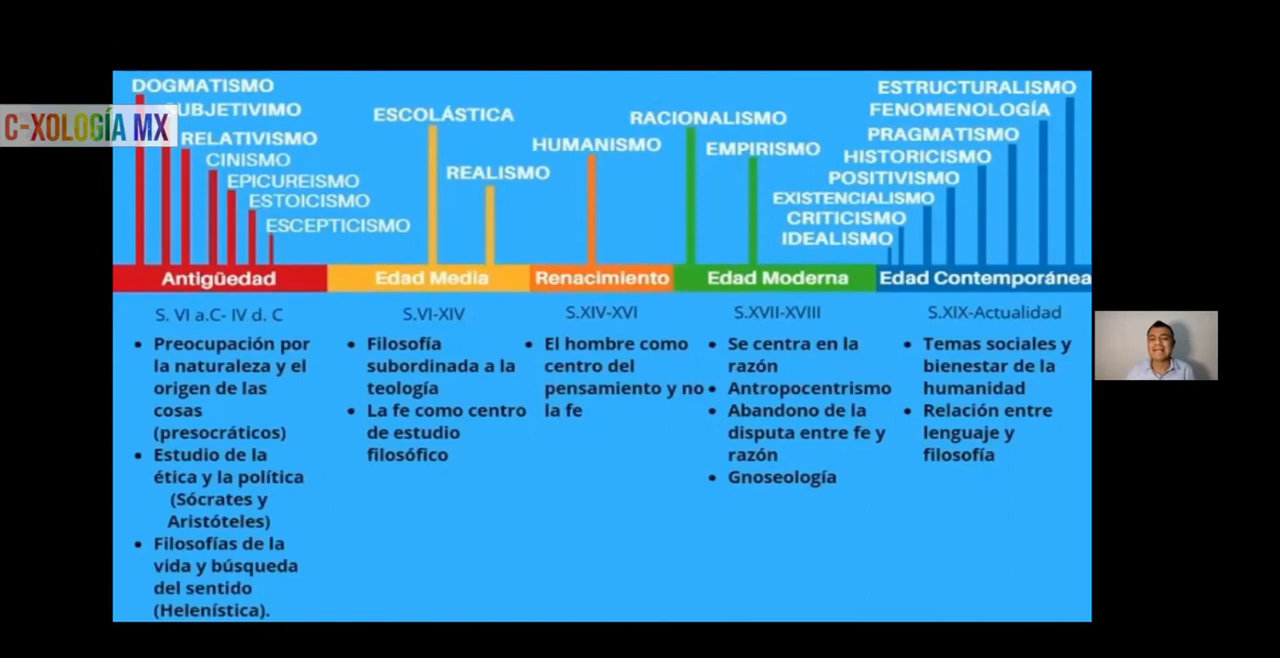 DOGMATISMO
SUBJETIVIMO
C-XOLOGÍA MX
RELATIVISMO
CINISMO
EPICUREISMO
ESTOICISMO
ESCEPTICISMO
ESCOLÁSTICA
REALISMO
HUMANISMO
RACIONALISMO
EMPIRISMO
ESTRUCTURALISMO
FENOMENOLOGÍA
PRAGMATISMO
HISTORICISMO
POSITIVISMO
EXISTENCIALISMO
CRITICISMO
IDEALISMO
Antigüedad
S. VI a.C- IV d. C
• Preocupación por
la naturaleza y el
origen de las
cosas
(presocráticos)
• Estudio de la
ética y la política
(Sócrates y
Aristóteles)
• Filosofías de la
vida y búsqueda
del sentido
(Helenística).
Edad Media
S.VI-XIV
• Filosofía
subordinada a la
teología
• La fe como centro
de estudio
filosófico
Renacimiento
S.XIV-XVI
• El hombre como
centro del
pensamiento y no
la fe
Edad Moderna
S.XVII-XVIII
• Se centra en la
razón
• Antropocentrismo
• Abandono de la
disputa entre fe y
razón
• Gnoseología
Edad Contemporánea
S.XIX-Actualidad
• Temas sociales y
bienestar de la
humanidad
• Relación entre
lenguaje y
filosofía